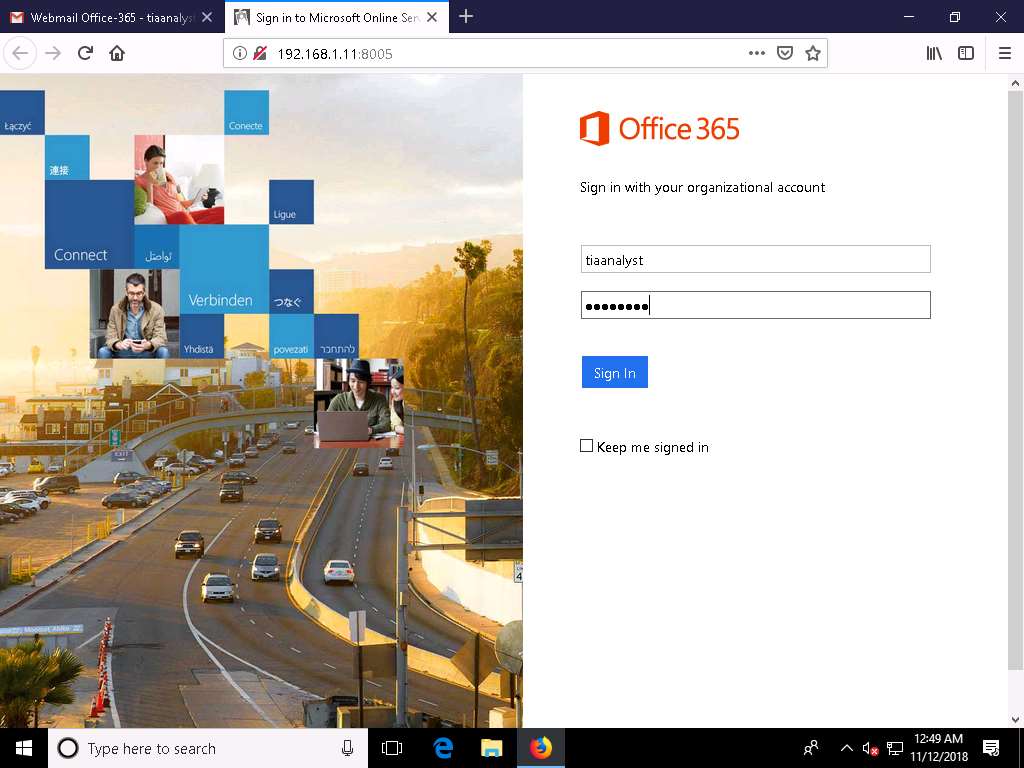 Webmail Office-365 - tiaanalyst
Sign in to Microsoft Online Ser
192.168.1.11:8005
Łączyć
Conecte
連接
Ligue
Connect
تواصَل
Verbinden
つなぐ
Yhdistä
povezati
להתחבר
EXIT
Office 365
Sign in with your organizational account
tiaanalyst
••••••••
Sign In
Keep me signed in
Type here to search
12:49 AM
11/12/2018